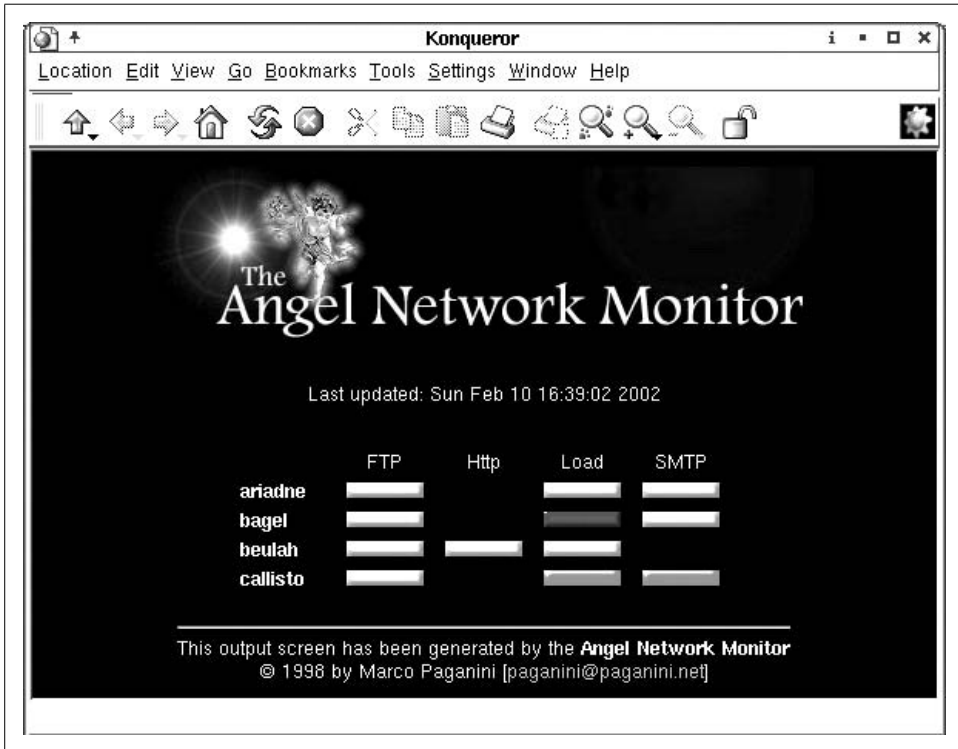 Konqueror
Location Edit View Go Bookmarks Tools Settings Window Help
The
Angel Network Monitor
Last updated: Sun Feb 10 16:39:02 2002
FTP Http Load SMTP
ariadne
bagel
beulah
callisto
This output screen has been generated by the Angel Network Monitor
© 1998 by Marco Paganini [paganini@paganini.net]